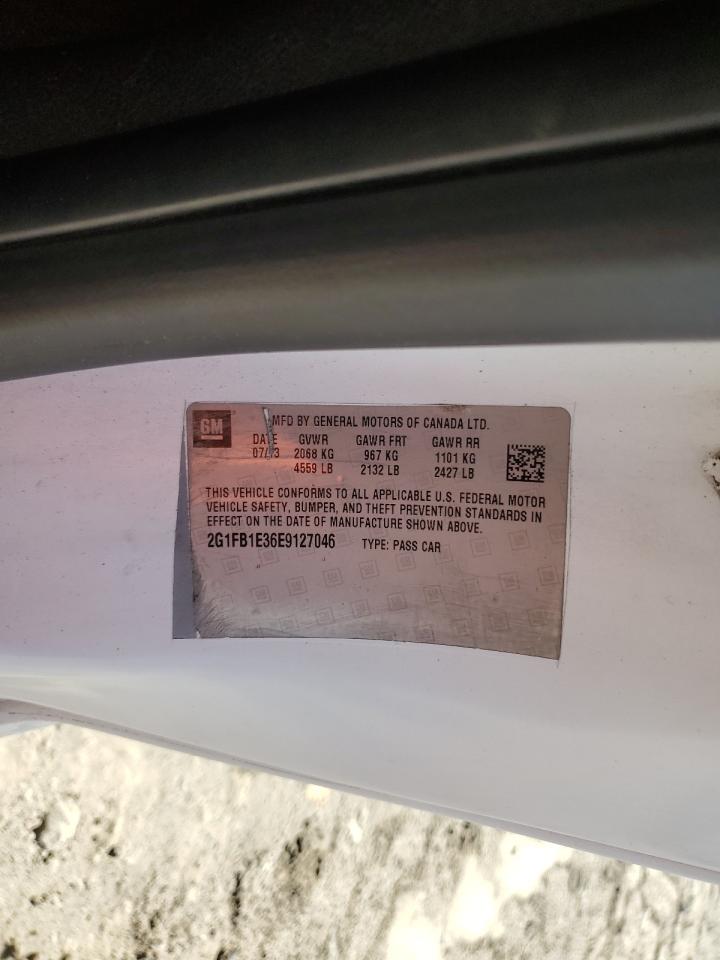 GM
MFD BY GENERAL MOTORS OF CANADA LTD.
DATE GVWR GAWR FRT GAWR RR
2068 KG 967 KG 1101 KG
4559 LB 2132 LB 2427 LB
THIS VEHICLE CONFORMS TO ALL APPLICABLE U.S. FEDERAL MOTOR
VEHICLE SAFETY, BUMPER, AND THEFT PREVENTION STANDARDS IN
EFFECT ON THE DATE OF MANUFACTURE SHOWN ABOVE.
2G1FB1E36E9127046 TYPE: PASS CAR